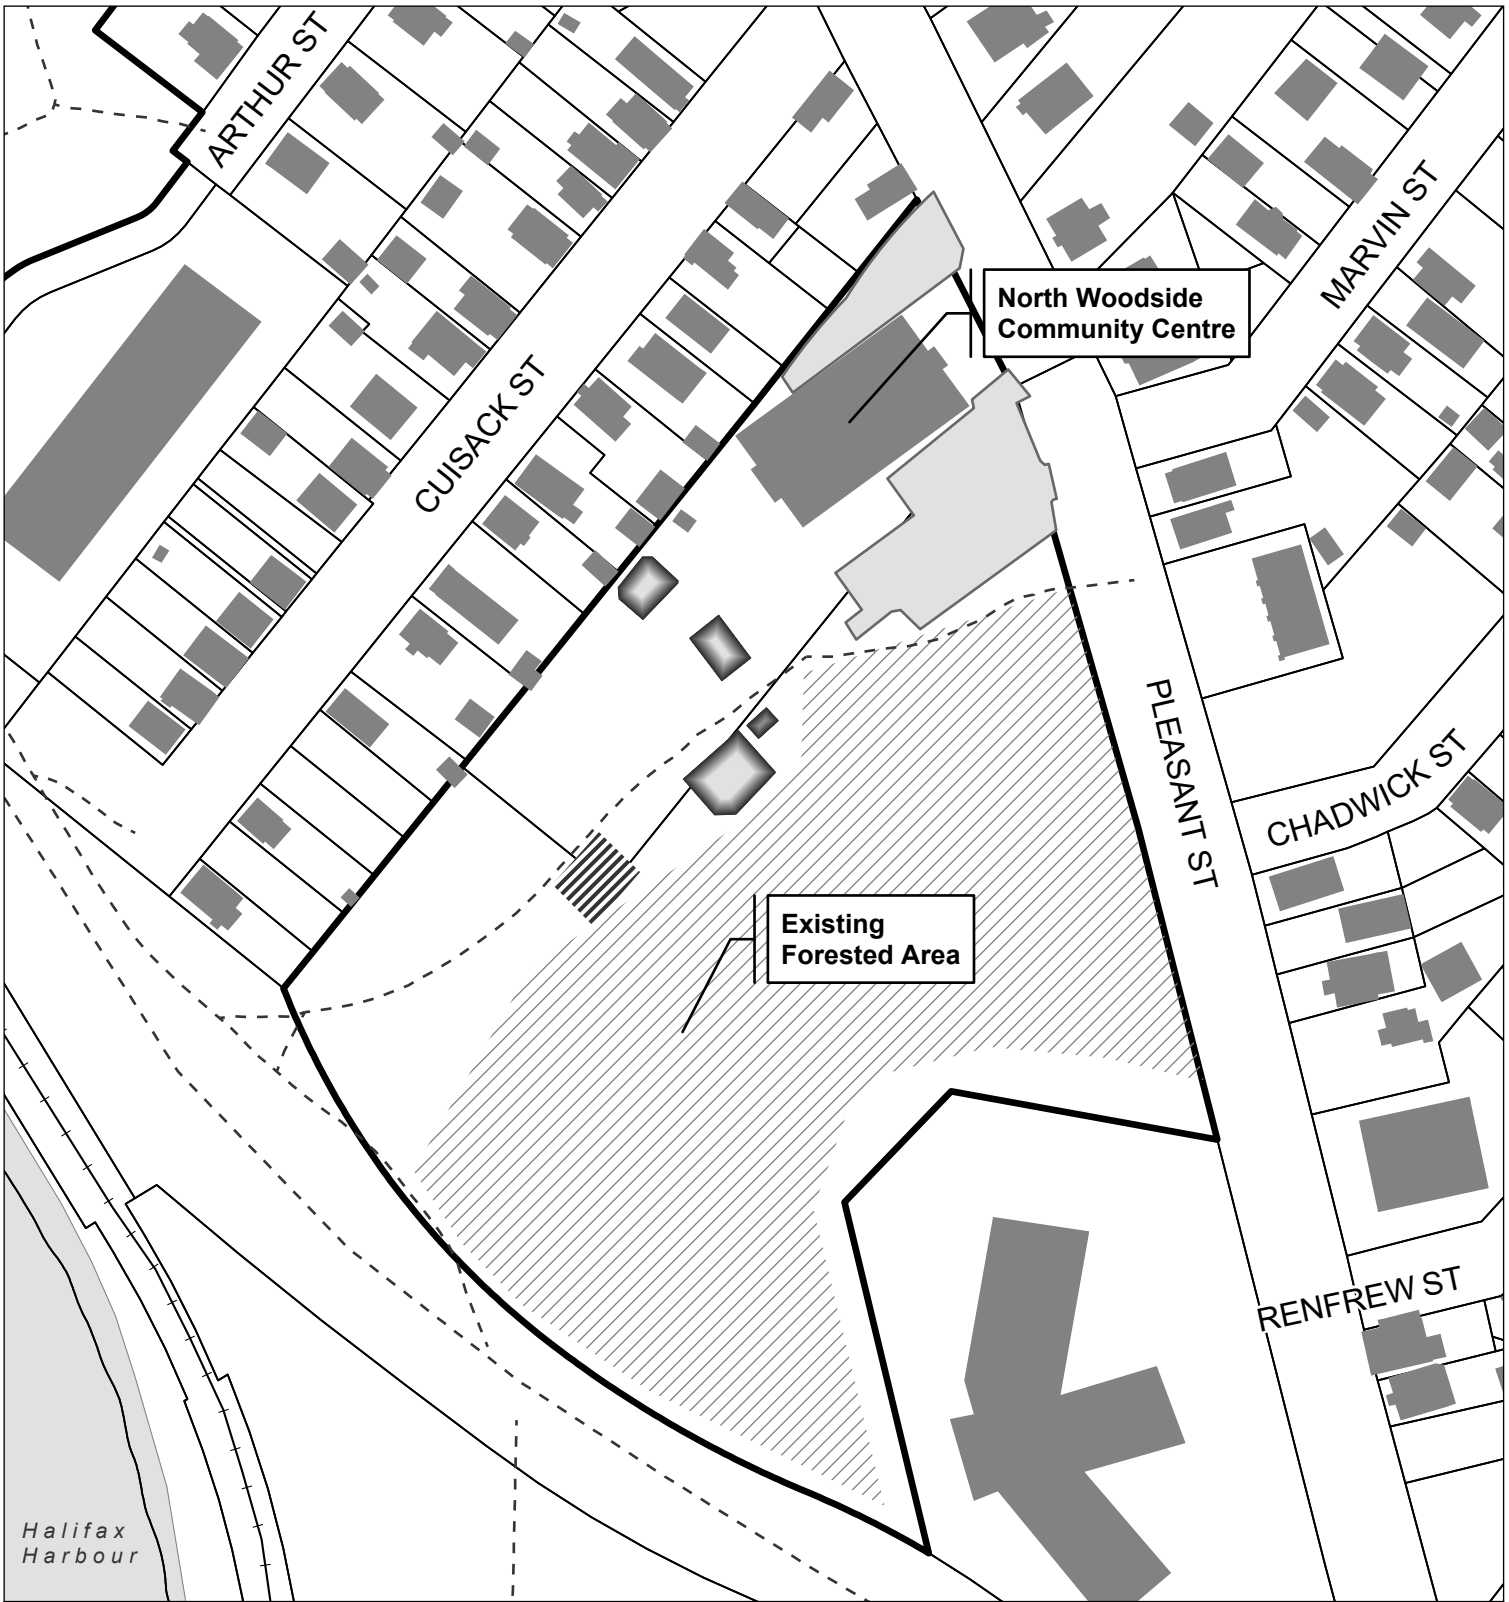 ARTHUR ST
MARVIN ST
North Woodside
Community Centre
CUISACK ST
PLEASANT ST
CHADWICK ST
Existing
Forested Area
RENFREW ST
Halifax
Harbour